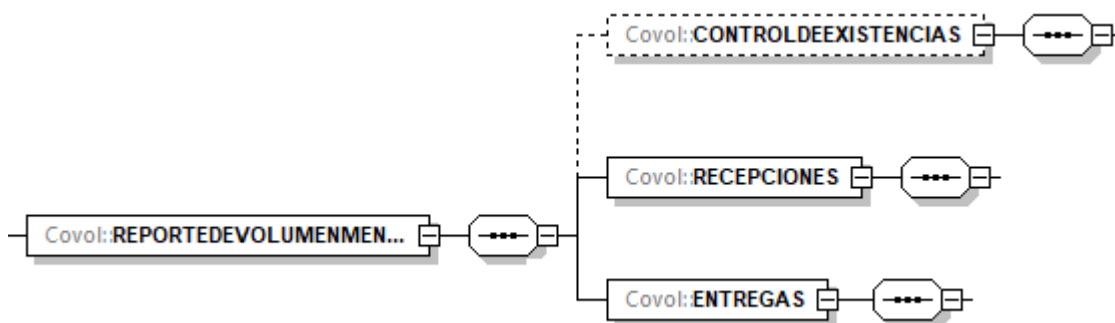 Covol::CONTROLDEEXISTENCIAS
Covol::RECEPCIONES
Covol::REPORTEDEVOLUMENMEN...
Covol::ENTREGAS